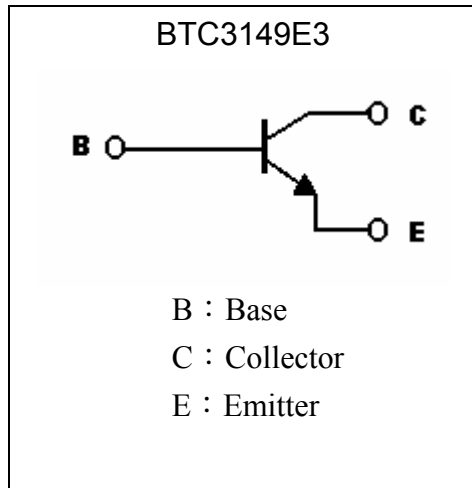 BTC3149E3
C
B
E
B：Base
C：Collector
E：Emitter